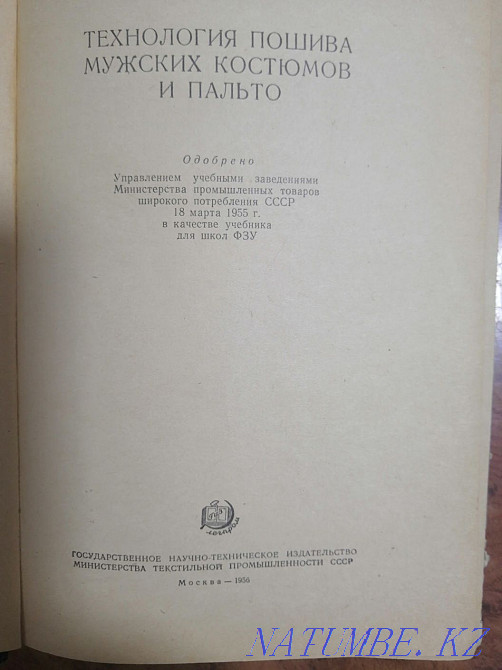 ТЕХНОЛОГИЯ ПОШИВА
МУЖСКИХ КОСТЮМОВ
И ПАЛЬТО
Одобрено
Управлением учебными заведениями
Министерства промышленных товаров
широкого потребления СССР
18 марта 1955 г.
в качестве учебника
для школ ФЗУ
легпром
ГОСУДАРСТВЕННОЕ НАУЧНО-ТЕХНИЧЕСКОЕ ИЗДАТЕЛЬСТВО
МИНИСТЕРСТВА ТЕКСТИЛЬНОЙ ПРОМЫШЛЕННОСТИ СССР
Москва — 1956
NATUMBE.KZ